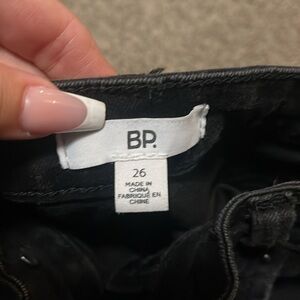 BP.
26
MADE IN
CHINA
FABRIQUÉ EN
CHINE